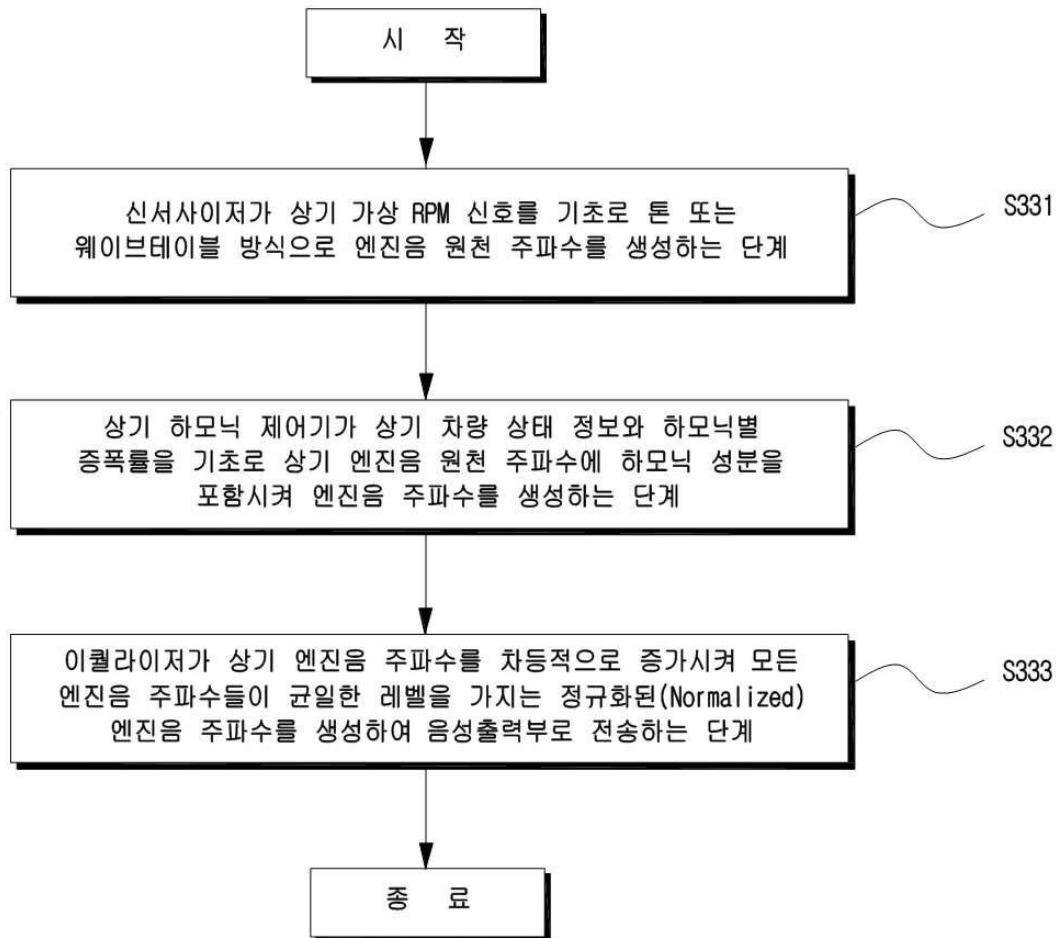 시 작
신서사이저가 상기 가상 RPM 신호를 기초로 톤 또는
웨이브테이블 방식으로 엔진음 원천 주파수를 생성하는 단계
S331
상기 하모닉 제어기가 상기 차량 상태 정보와 하모닉별
증폭률을 기초로 상기 엔진음 원천 주파수에 하모닉 성분을
포함시켜 엔진음 주파수를 생성하는 단계
S332
이퀄라이저가 상기 엔진음 주파수를 차등적으로 증가시켜 모든
엔진음 주파수들이 균일한 레벨을 가지는 정규화된(Normalized)
엔진음 주파수를 생성하여 음성출력부로 전송하는 단계
S333
종 료